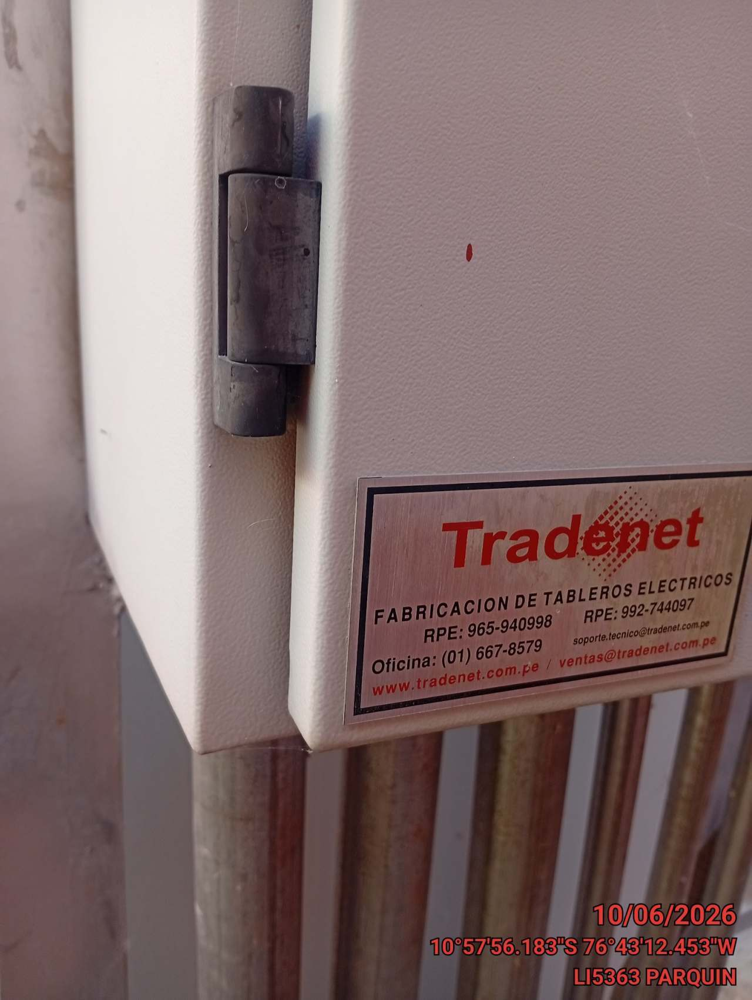 Tradenet
FABRICACION DE TABLEROS ELECTRICOS
RPE: 965-940998 RPE: 992-744097
Oficina: (01) 667-8579 soporte.tecnico@tradenet.com.pe
www.tradenet.com.pe / ventas@tradenet.com.pe
10/06/2026
10°57'56.183"S 76°43'12.453"W
LI5363 PARQUIN